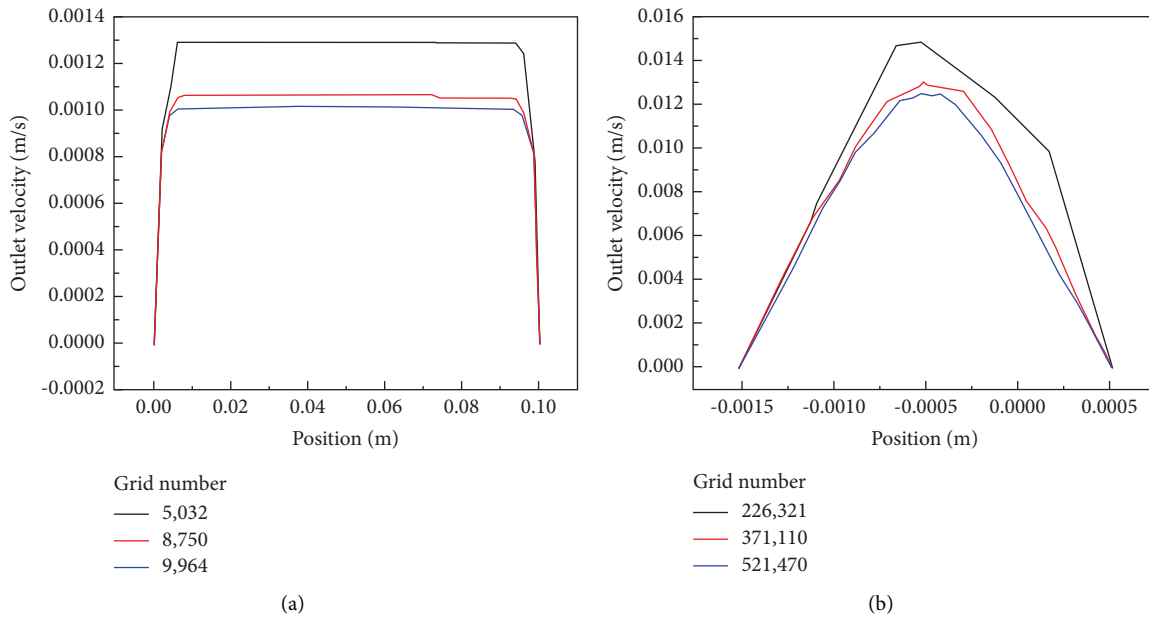 0.0014
0.0012
0.0010
0.0008
0.0006
0.0004
0.0002
0.0000
-0.0002
Outlet velocity (m/s)
0.00 0.02 0.04 0.06 0.08 0.10
Position (m)
Grid number
5,032
8,750
9,964
(a)
0.016
0.014
0.012
0.010
0.008
0.006
0.004
0.002
0.000
Outlet velocity (m/s)
-0.0015 -0.0010 -0.0005 0.0000 0.0005
Position (m)
Grid number
226,321
371,110
521,470
(b)